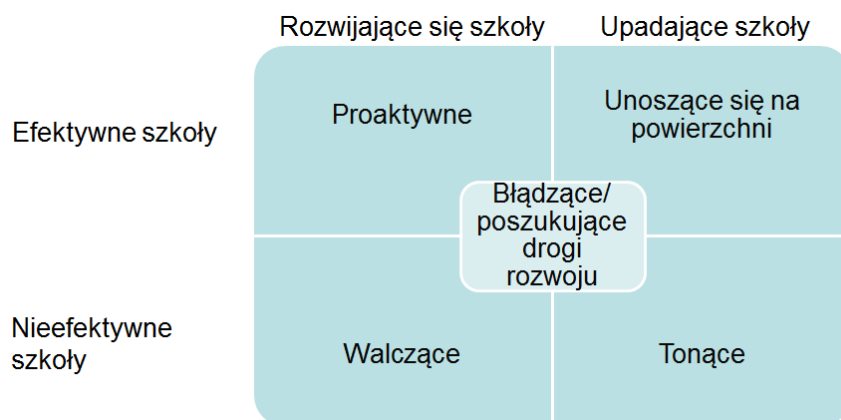 Rozwijające się szkoły
Upadające szkoły
Efektywne szkoły
Proaktywne
Unoszące się na
powierzchni
Błądzące/
poszukujące
drogi
rozwoju
Nieefektywne
szkoły
Walczące
Tonące